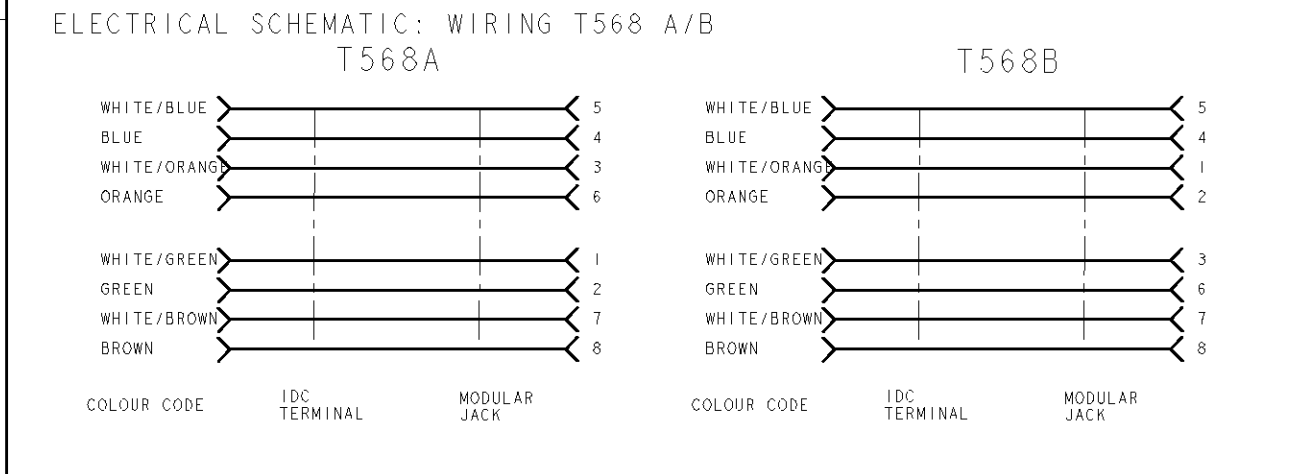 ELECTRICAL SCHEMATIC: WIRING T568 A/B
T568A
WHITE/BLUE 5
BLUE 4
WHITE/ORANGE 3
ORANGE 6
WHITE/GREEN 1
GREEN 2
WHITE/BROWN 7
BROWN 8
COLOUR CODE
IDC
TERMINAL
MODULAR
JACK
T568B
WHITE/BLUE 5
BLUE 4
WHITE/ORANGE 1
ORANGE 2
WHITE/GREEN 3
GREEN 6
WHITE/BROWN 7
BROWN 8
COLOUR CODE
IDC
TERMINAL
MODULAR
JACK